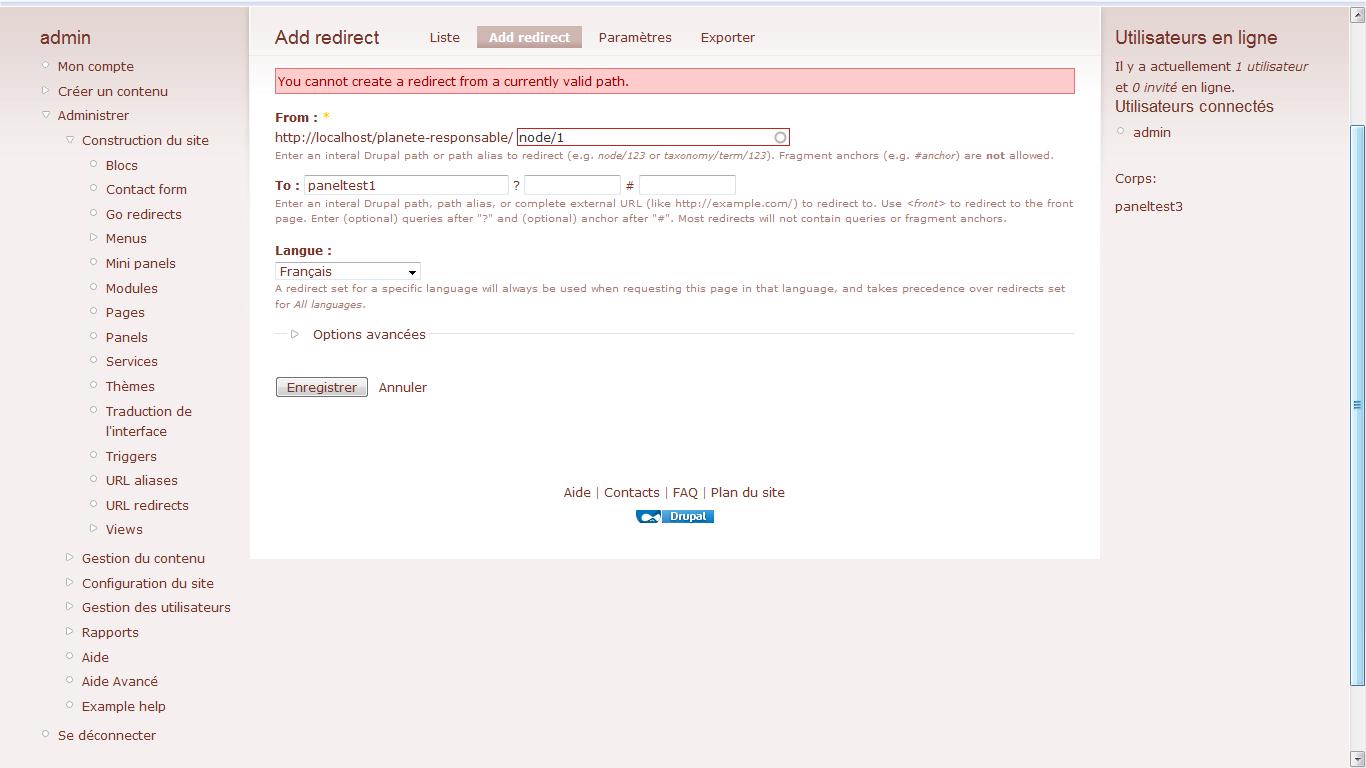 admin
Mon compte
Créer un contenu
Administrer
Construction du site
Blocs
Contact form
Go redirects
Menus
Mini panels
Modules
Pages
Panels
Services
Thèmes
Traduction de
l'interface
Triggers
URL aliases
URL redirects
Views
Gestion du contenu
Configuration du site
Gestion des utilisateurs
Rapports
Aide
Aide Avancé
Example help
Se déconnecter
Add redirect Liste Add redirect Paramètres Exporter
You cannot create a redirect from a currently valid path.
From : *
http://localhost/planete-responsable/ node/1
Enter an interal Drupal path or path alias to redirect (e.g. node/123 or taxonomy/term/123). Fragment anchors (e.g. #anchor) are not allowed.
To : paneltest1 ? #
Enter an interal Drupal path, path alias, or complete external URL (like http://example.com/) to redirect to. Use <front> to redirect to the front
page. Enter (optional) queries after "?" and (optional) anchor after "#". Most redirects will not contain queries or fragment anchors.
Langue :
Français
A redirect set for a specific language will always be used when requesting this page in that language, and takes precedence over redirects set
for All languages.
Options avancées
Enregistrer Annuler
Aide | Contacts | FAQ | Plan du site
Drupal
Utilisateurs en ligne
Il y a actuellement 1 utilisateur
et 0 invité en ligne.
Utilisateurs connectés
admin
Corps:
paneltest3